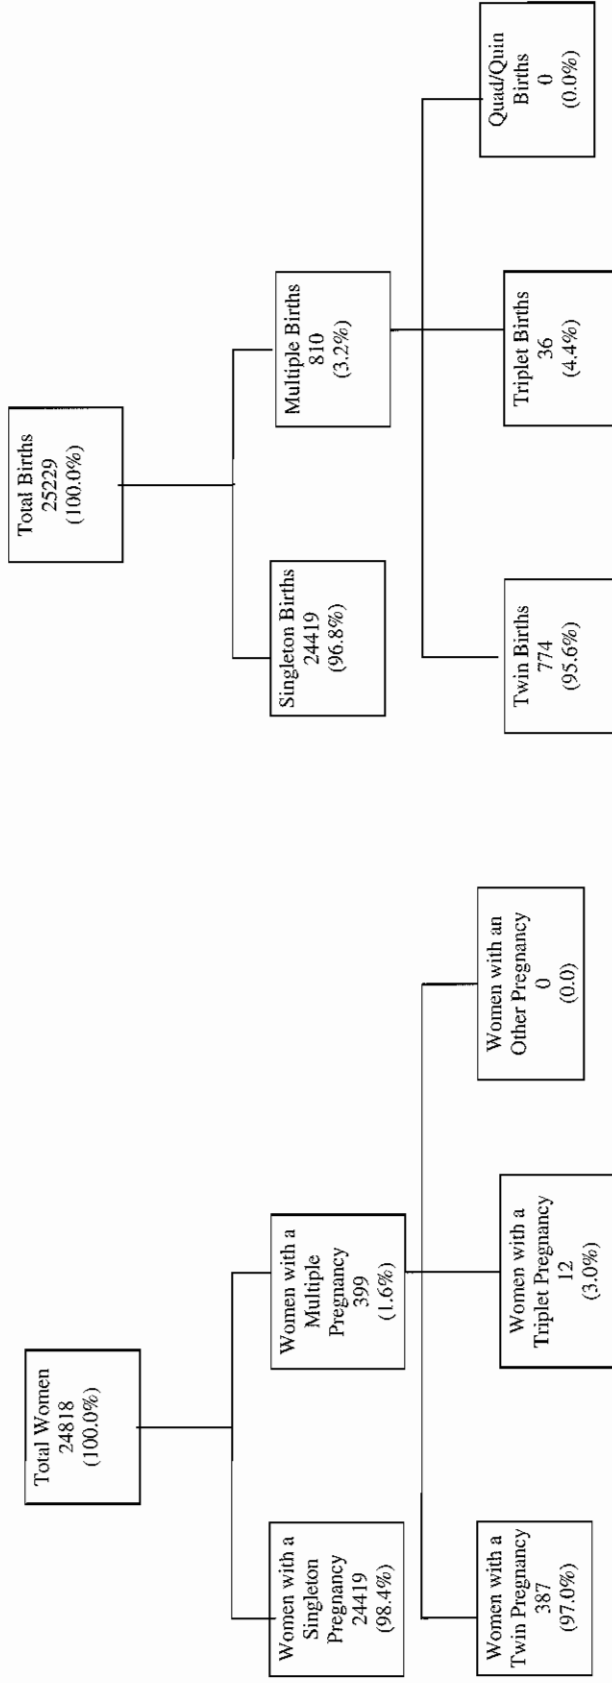 Total Women
24818
(100.0%)
Women with a
Singleton
Pregnancy
24419
(98.4%)
Women with a
Multiple
Pregnancy
399
(1.6%)
Women with a
Twin Pregnancy
387
(97.0%)
Women with a
Triplet Pregnancy
12
(3.0%)
Women with an
Other Pregnancy
0
(0.0)
Total Births
25229
(100.0%)
Singleton Births
24419
(96.8%)
Multiple Births
810
(3.2%)
Twin Births
774
(95.6%)
Triplet Births
36
(4.4%)
Quad/Quin
Births
0
(0.0%)